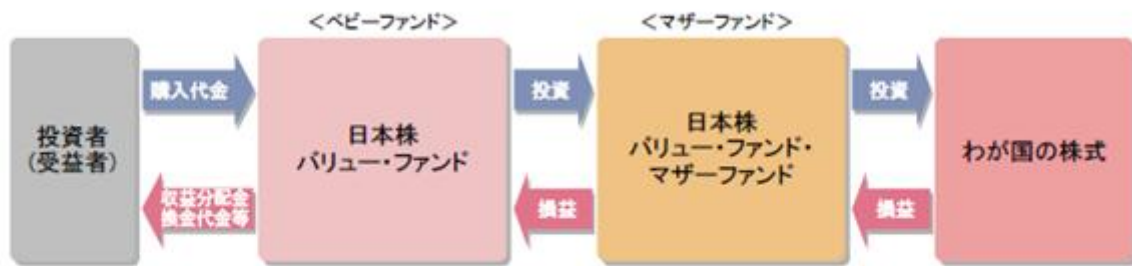 ＜ベビーファンド＞
＜マザーファンド＞
投資者
（受益者）
購入代金
収益分配金
換金代金等
日本株
バリュー・ファンド
投資
損益
日本株
バリュー・ファンド・
マザーファンド
投資
損益
わが国の株式